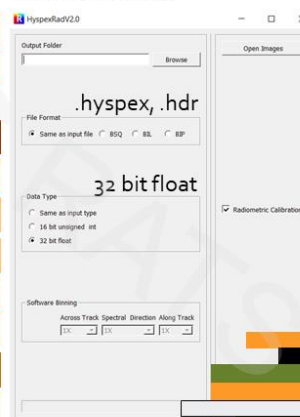 HyspexRadV2.0
Output Folder
Browse
Open Images
.hyspex, .hdr
File Format
Same as input file BSQ BIL BIP
32 bit float
Data Type
Same as input type
16 bit unsigned int
32 bit float
Radiometric Calibration
Software Binning
Across Track Spectral Direction Along Track
1X 1X 1X